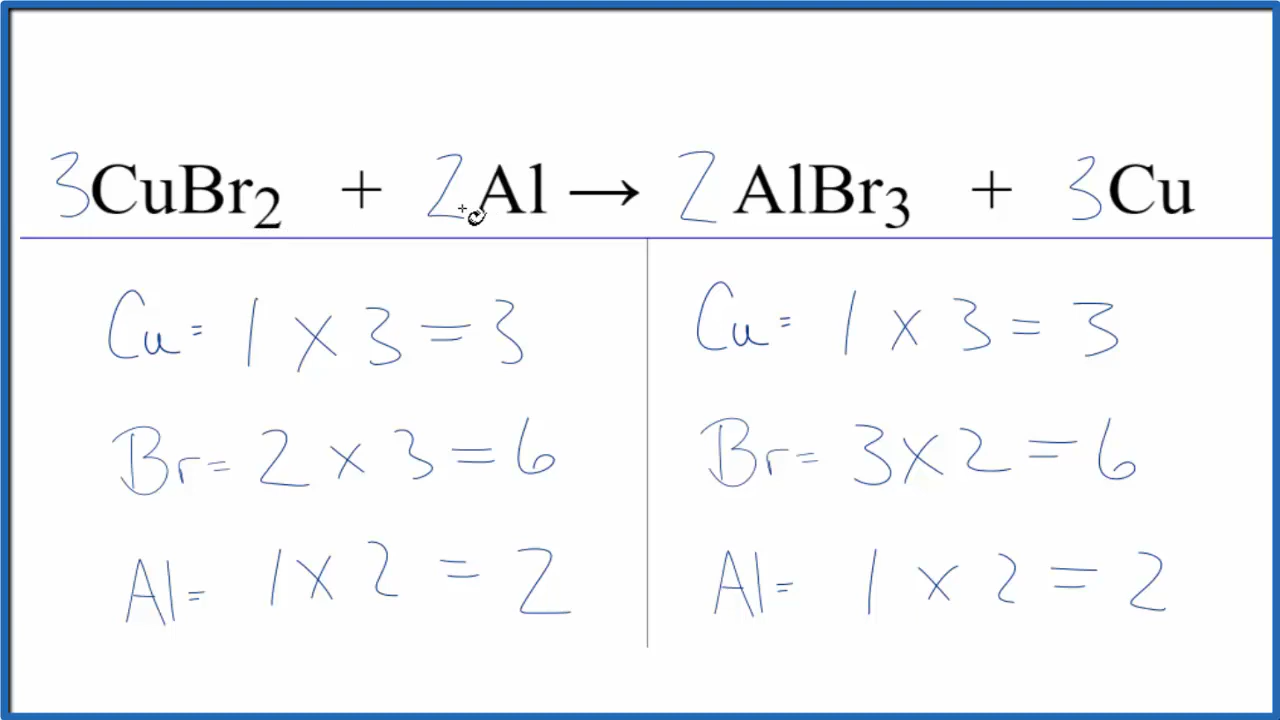 3CuBr₂ + 2Al → 2AlBr₃ + 3Cu
Cu = 1 x 3 = 3
Br = 2 x 3 = 6
Al = 1 x 2 = 2
Cu = 1 x 3 = 3
Br = 3 x 2 = 6
Al = 1 x 2 = 2